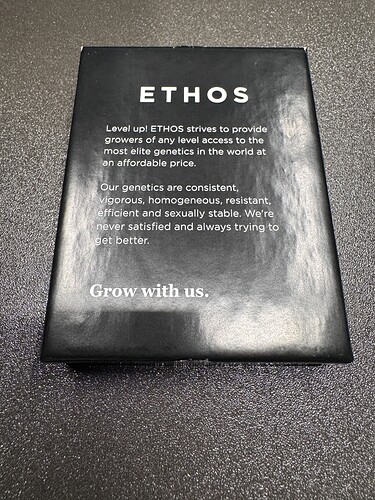 ETHOS
Level up! ETHOS strives to provide
growers of any level access to the
most elite genetics in the world at
an affordable price.
Our genetics are consistent,
vigorous, homogeneous, resistant,
efficient and sexually stable. We're
never satisfied and always trying to
get better.
Grow with us.